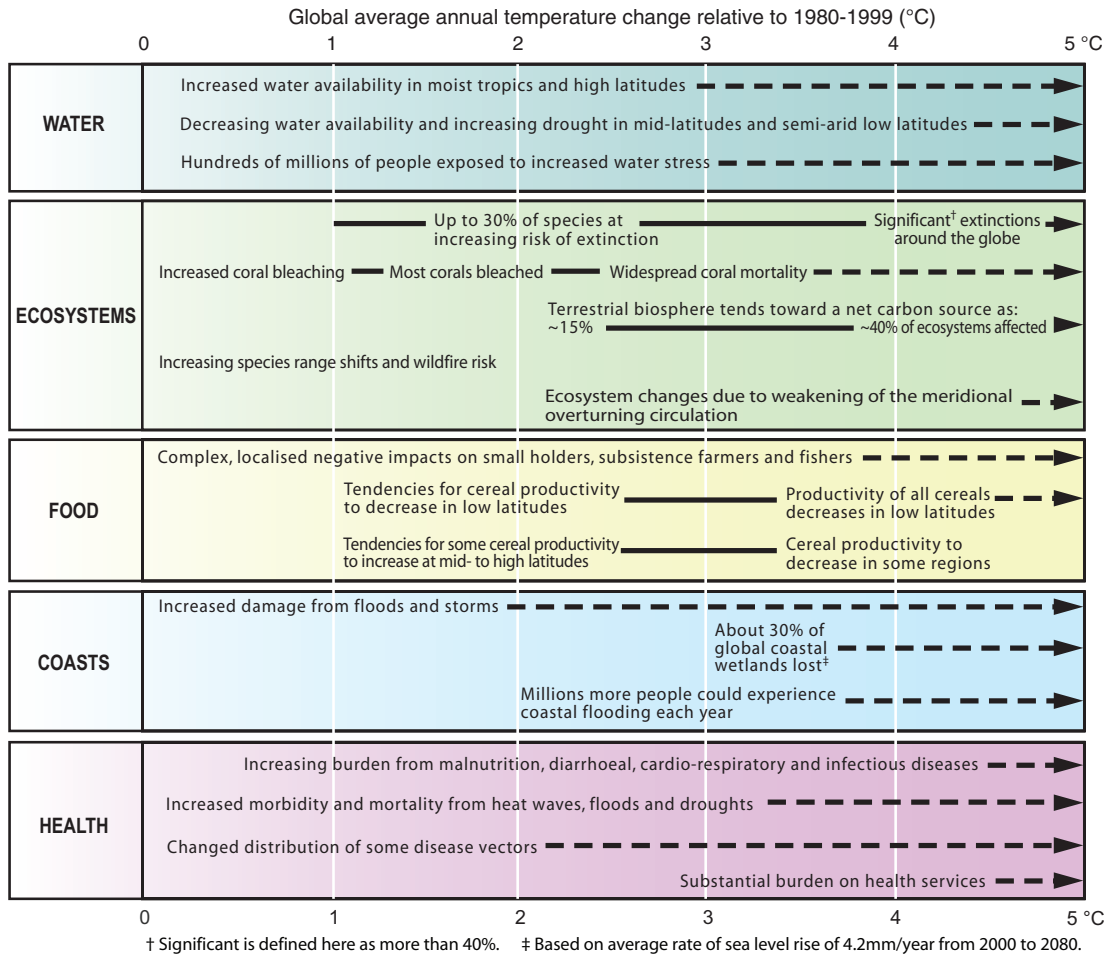 Global average annual temperature change relative to 1980-1999 (°C)
0 1 2 3 4 5 °C
WATER
Increased water availability in moist tropics and high latitudes
Decreasing water availability and increasing drought in mid-latitudes and semi-arid low latitudes
Hundreds of millions of people exposed to increased water stress
ECOSYSTEMS
Up to 30% of species at
increasing risk of extinction
Significant† extinctions
around the globe
Increased coral bleaching Most corals bleached Widespread coral mortality
Terrestrial biosphere tends toward a net carbon source as:
~15% ~40% of ecosystems affected
Increasing species range shifts and wildfire risk
Ecosystem changes due to weakening of the meridional
overturning circulation
FOOD
Complex, localised negative impacts on small holders, subsistence farmers and fishers
Tendencies for cereal productivity
to decrease in low latitudes
Productivity of all cereals
decreases in low latitudes
Tendencies for some cereal productivity
to increase at mid- to high latitudes
Cereal productivity to
decrease in some regions
COASTS
Increased damage from floods and storms
About 30% of
global coastal
wetlands lost‡
Millions more people could experience
coastal flooding each year
HEALTH
Increasing burden from malnutrition, diarrhoeal, cardio-respiratory and infectious diseases
Increased morbidity and mortality from heat waves, floods and droughts
Changed distribution of some disease vectors
Substantial burden on health services
0 1 2 3 4 5 °C
† Significant is defined here as more than 40%. ‡ Based on average rate of sea level rise of 4.2mm/year from 2000 to 2080.